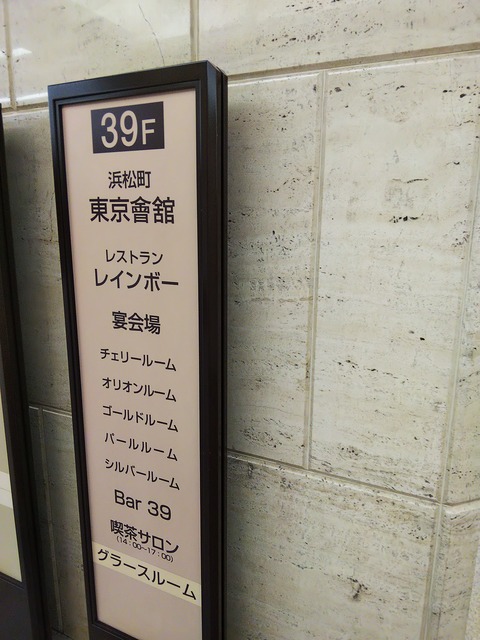 39F
浜松町
東京會舘
レストラン
レインボー
宴会場
チェリールーム
オリオンルーム
ゴールドルーム
パールルーム
シルバールーム
Bar 39
喫茶サロン
(14:00~17:00)
グラースルーム